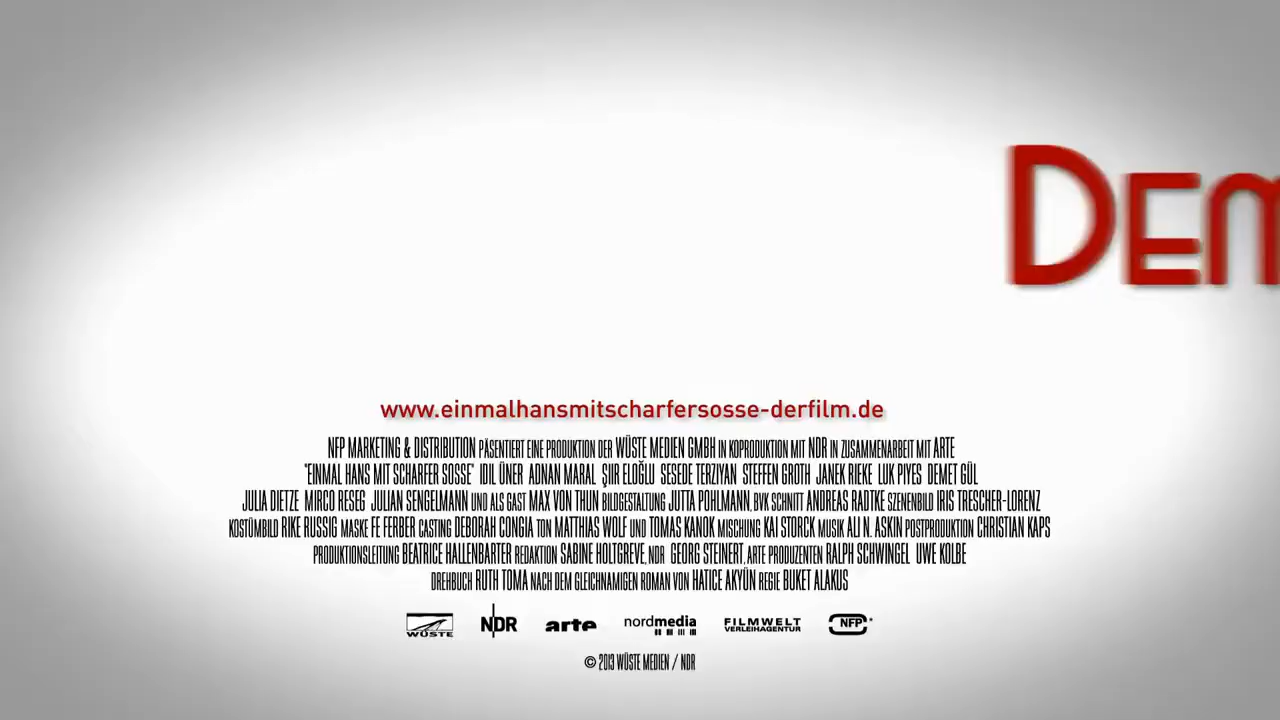 DEM
www.einmalhansmitscharfersosse-derfilm.de
NFP MARKETING & DISTRIBUTION PÄSENTIERT EINE PRODUKTION DER WÜSTE MEDIEN GMBH IN KOPRODUKTION MIT NDR IN ZUSAMMENARBEIT MIT ARTE
"EINMAL HANS MIT SCHARFER SOSSE" IDIL ÜNER ADNAN MARAL ŞIIR ELOĞLU SESEDE TERZIYAN STEFFEN GROTH JANEK RIEKE LUK PIYES DEMET GÜL
JULIA DIETZE MIRCO RESEG JULIAN SENGELMANN UND ALS GAST MAX VON THUN BILDGESTALTUNG JUTTA POHLMANN, BVK SCHNITT ANDREAS RADTKE SZENENBILD IRIS TRESCHER-LORENZ
KOSTÜMBILD RIKE RUSSIG MASKE FE FERBER CASTING DEBORAH CONGIA TON MATTHIAS WOLF UND TOMAS KANOK MISCHUNG KAI STORCK MUSIK ALI N. ASKIN POSTPRODUKTION CHRISTIAN KAPS
PRODUKTIONSLEITUNG BEATRICE HALLENBARTER REDAKTION SABINE HOLTGREVE, NDR GEORG STEINERT, ARTE PRODUZENTEN RALPH SCHWINGEL UWE KOLBE
DREHBUCH RUTH TOMA NACH DEM GLEICHNAMIGEN ROMAN VON HATICE AKYÜN REGIE BUKET ALAKUS
WÜSTE NDR arte nordmedia FILMWELT VERLEIHAGENTUR NFP*
© 2013 WÜSTE MEDIEN / NDR